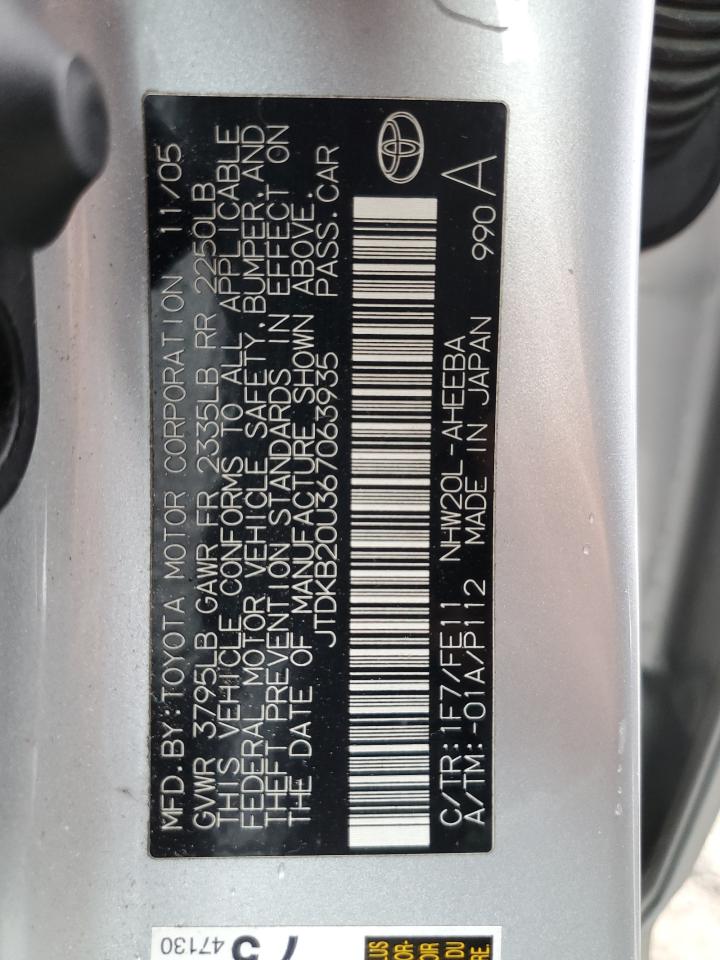 MFD. BY: TOYOTA MOTOR CORPORATION 11/05
GVWR 3795LB GAWR FR 2335LB RR 2250LB
THIS VEHICLE CONFORMS TO ALL APPLICABLE
FEDERAL MOTOR VEHICLE SAFETY, BUMPER, AND
THEFT PREVENTION STANDARDS IN EFFECT ON
THE DATE OF MANUFACTURE SHOWN ABOVE.
JTDKB20U367063935 PASS. CAR
C/TR: 1F7/FE11 NHW20L-AHEEBA 990 A
A/TM: -01A/P112 MADE IN JAPAN
47130